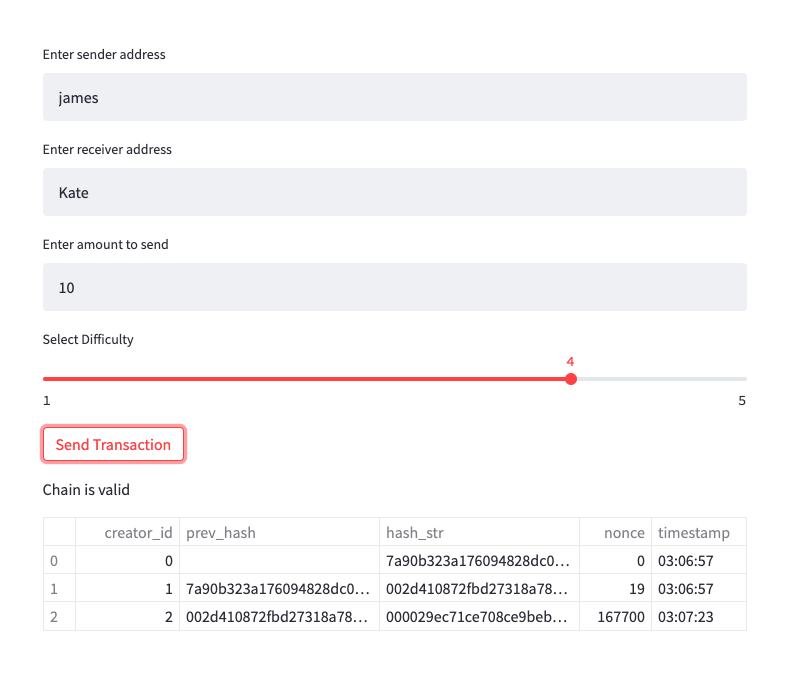 Enter sender address
james
Enter receiver address
Kate
Enter amount to send
10
Select Difficulty
4
1 5
Send Transaction
Chain is valid
creator_id prev_hash hash_str nonce timestamp
0 0 7a90b323a176094828dc0… 0 03:06:57
1 1 7a90b323a176094828dc0… 002d410872fbd27318a78… 19 03:06:57
2 2 002d410872fbd27318a78… 000029ec71ce708ce9beb… 167700 03:07:23